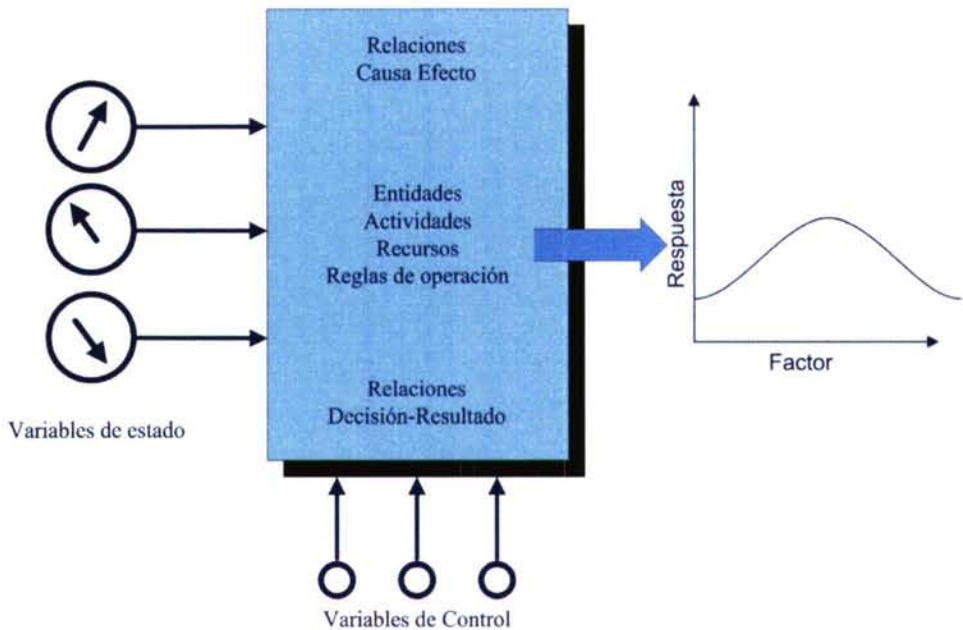 Relaciones
Causa Efecto
Entidades
Actividades
Recursos
Reglas de operación
Relaciones
Decisión-Resultado
Variables de estado
Variables de Control
Respuesta
Factor